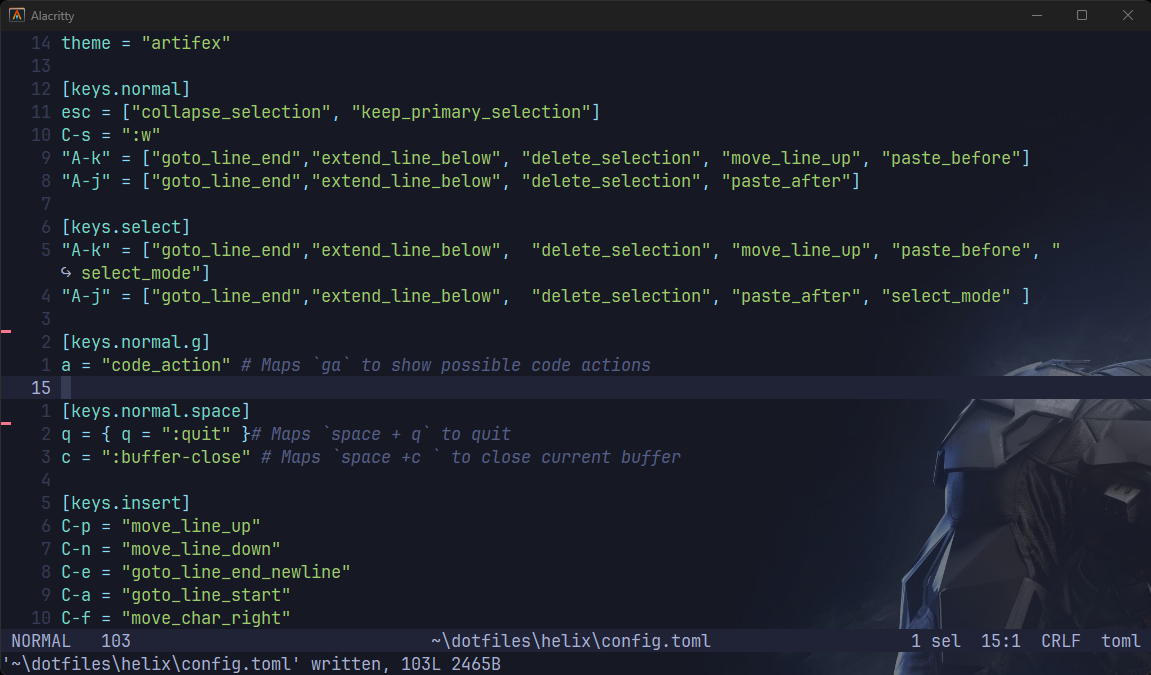 Alacritty
14 theme = "artifex"
13
12 [keys.normal]
11 esc = ["collapse_selection", "keep_primary_selection"]
10 C-s = ":w"
9 "A-k" = ["goto_line_end","extend_line_below", "delete_selection", "move_line_up", "paste_before"]
8 "A-j" = ["goto_line_end","extend_line_below", "delete_selection", "paste_after"]
7
6 [keys.select]
5 "A-k" = ["goto_line_end","extend_line_below",  "delete_selection", "move_line_up", "paste_before", "
↪ select_mode"]
4 "A-j" = ["goto_line_end","extend_line_below",  "delete_selection", "paste_after", "select_mode" ]
3
2 [keys.normal.g]
1 a = "code_action" # Maps `ga` to show possible code actions
15
1 [keys.normal.space]
2 q = { q = ":quit" }# Maps `space + q` to quit
3 c = ":buffer-close" # Maps `space +c ` to close current buffer
4
5 [keys.insert]
6 C-p = "move_line_up"
7 C-n = "move_line_down"
8 C-e = "goto_line_end_newline"
9 C-a = "goto_line_start"
10 C-f = "move_char_right"
NORMAL 103 ~\dotfiles\helix\config.toml 1 sel 15:1 CRLF toml
'~\dotfiles\helix\config.toml' written, 103L 2465B